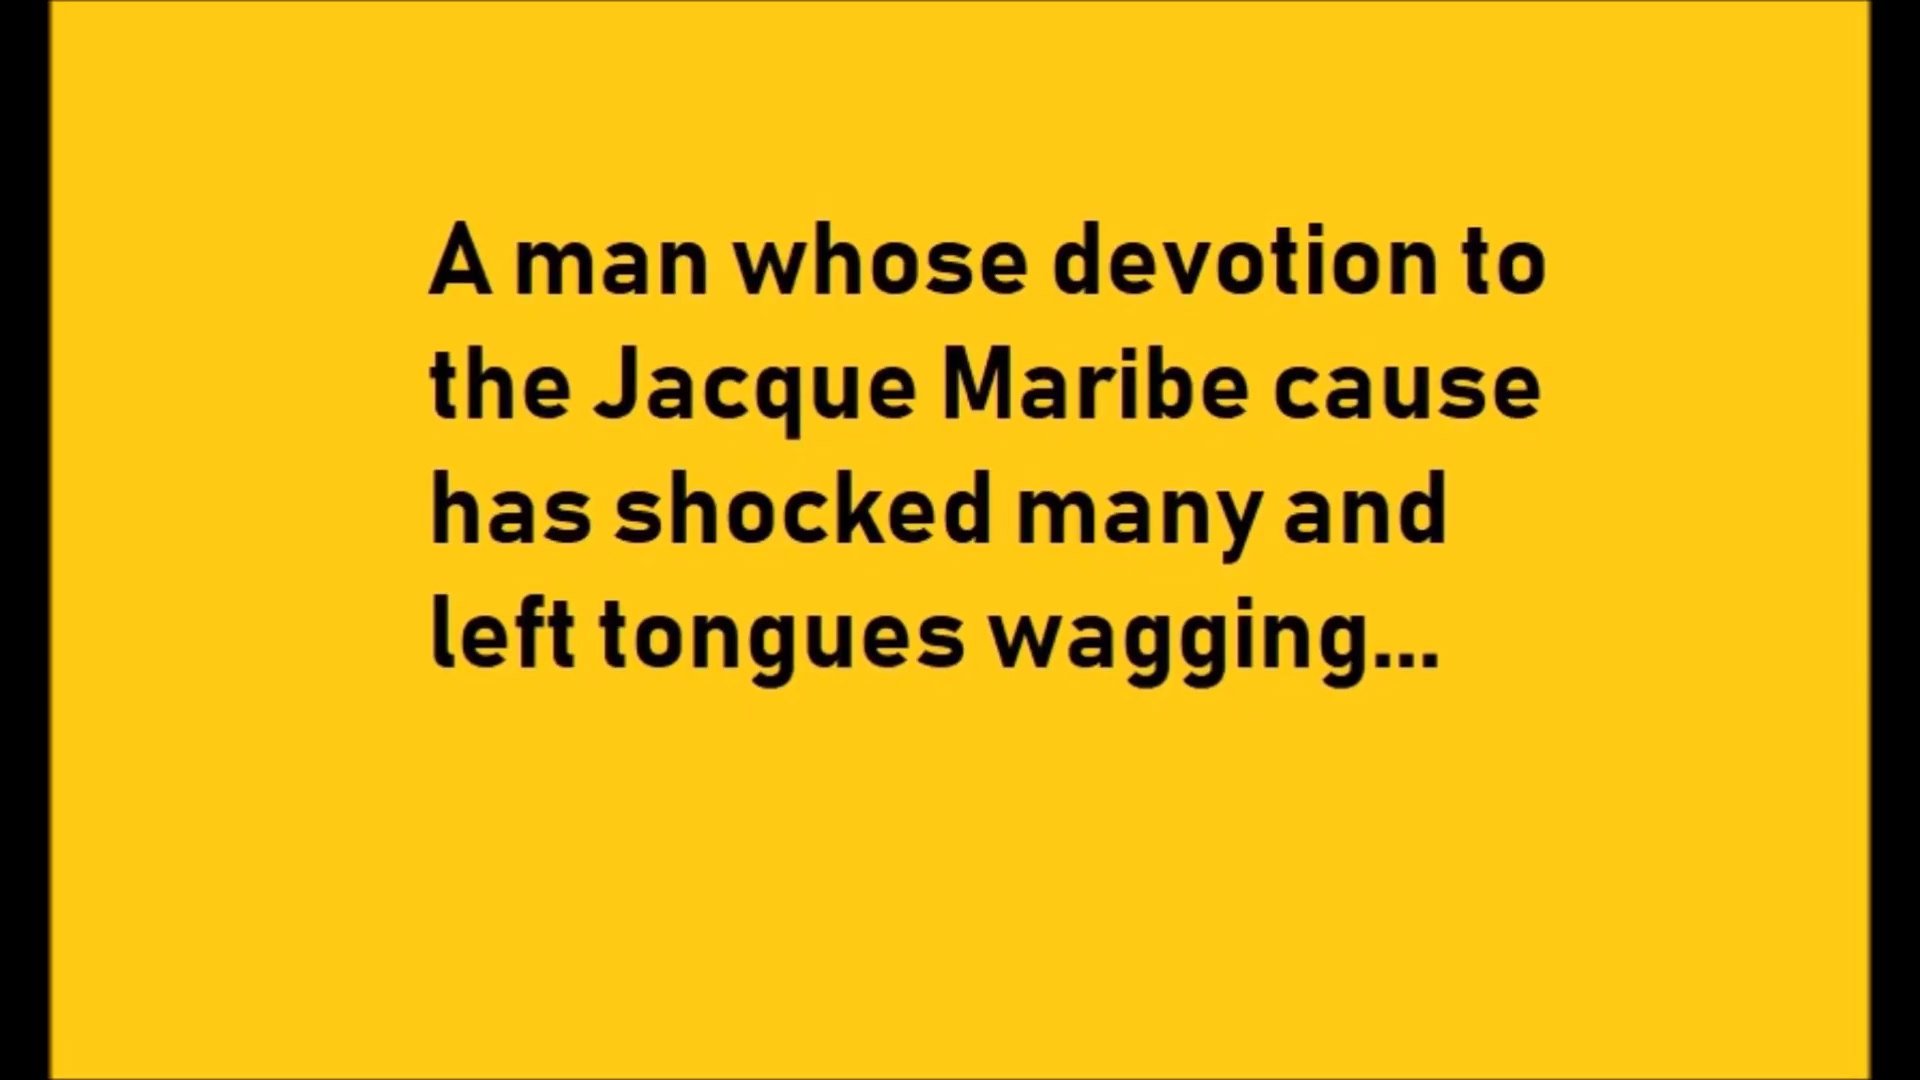 A man whose devotion to
the Jacque Maribe cause
has shocked many and
left tongues wagging...